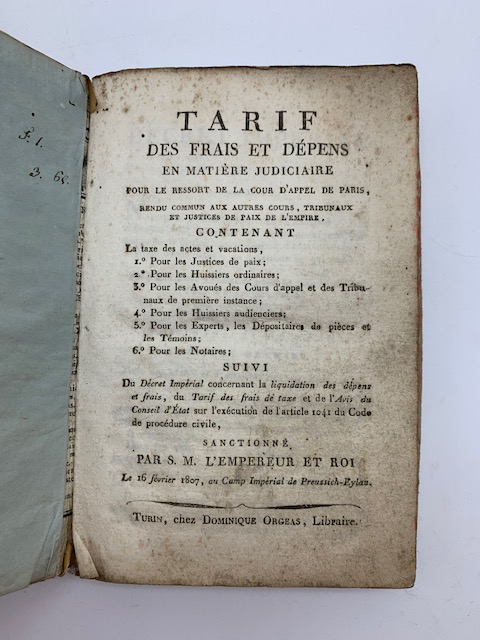 F. 1.
3. 6
TARIF
DES FRAIS ET DÉPENS
EN MATIÈRE JUDICIAIRE
POUR LE RESSORT DE LA COUR D'APPEL DE PARIS,
RENDU COMMUN AUX AUTRES COURS, TRIBUNAUX
ET JUSTICES DE PAIX DE L'EMPIRE,
CONTENANT
La taxe des actes et vacations,
1.º Pour les Justices de paix;
2.º Pour les Huissiers ordinaires;
3.º Pour les Avoués des Cours d'appel et des Tribu-
naux de première instance;
4.º Pour les Huissiers audienciers;
5.º Pour les Experts, les Dépositaires de pièces et
les Témoins;
6.º Pour les Notaires;
SUIVI
Du Décret Impérial concernant la liquidation des dépens
et frais, du Tarif des frais de taxe et de l'Avis du
Conseil d'État sur l'exécution de l'article 1041 du Code
de procédure civile,
SANCTIONNÉ
PAR S. M. L'EMPEREUR ET ROI
Le 16 février 1807, au Camp Impérial de Preussich-Eylau.
TURIN, chez DOMINIQUE ORGEAS, Libraire.